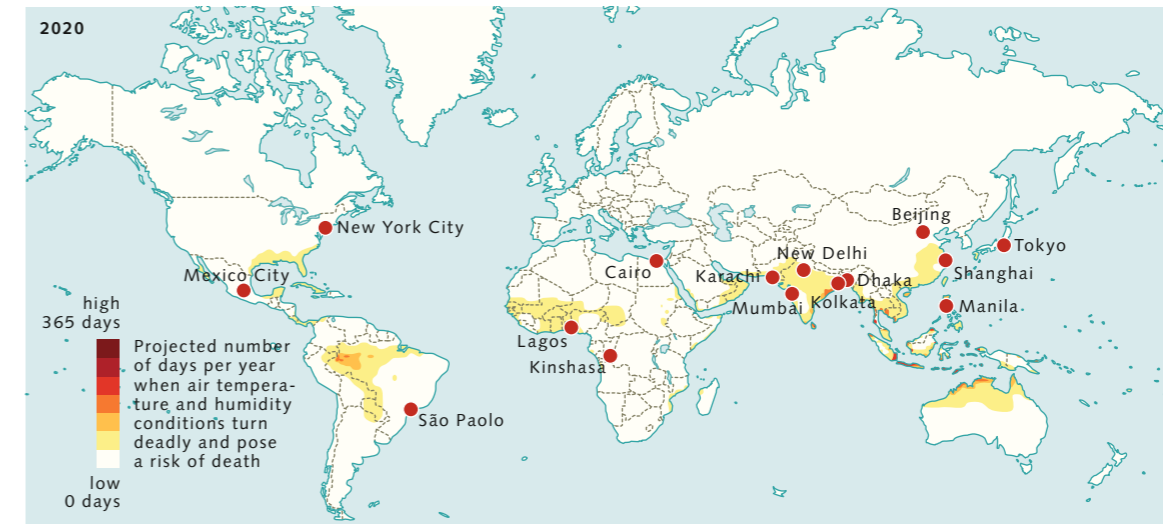 2020
New York City
Mexico City
Beijing
Tokyo
New Delhi
Cairo
Karachi
Dhaka
Shanghai
Mumbai
Kolkata
Manila
Lagos
Kinshasa
São Paolo
high
365 days
Projected number
of days per year
when air tempera-
ture and humidity
conditions turn
deadly and pose
a risk of death
low
0 days